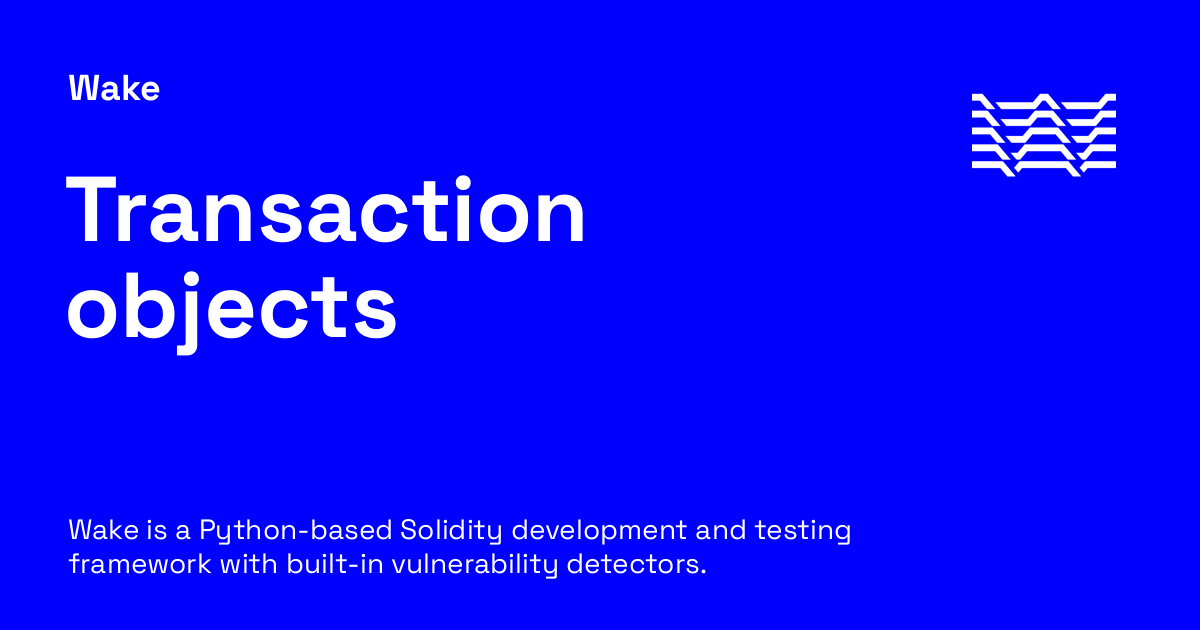 Wake
Transaction
objects
Wake is a Python-based Solidity development and testing
framework with built-in vulnerability detectors.